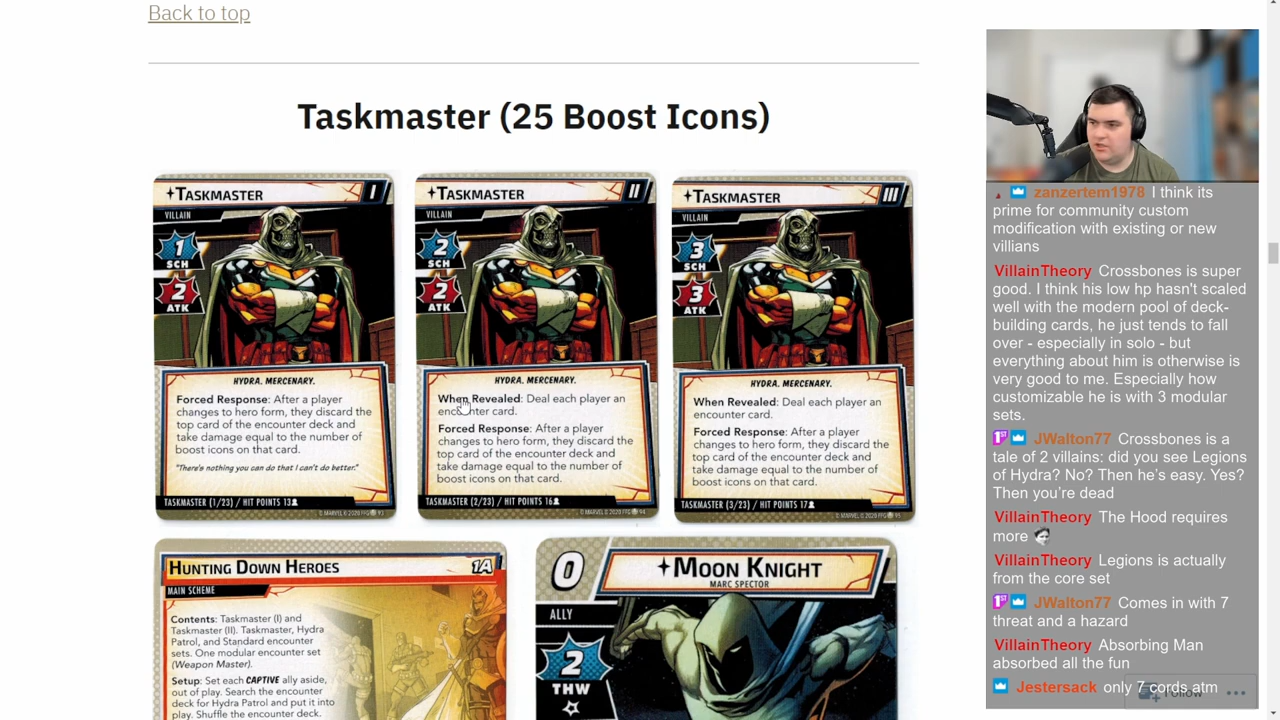 Back to top
Taskmaster (25 Boost Icons)
TASKMASTER I
VILLAIN
1
SCH
2
ATK
HYDRA. MERCENARY.
Forced Response: After a player
changes to hero form, they discard the
top card of the encounter deck and
take damage equal to the number of
boost icons on that card.
"There's nothing you can do that I can't do better."
TASKMASTER (1/23) / HIT POINTS 13
TASKMASTER II
VILLAIN
2
SCH
2
ATK
HYDRA. MERCENARY.
When Revealed: Deal each player an
encounter card.
Forced Response: After a player
changes to hero form, they discard the
top card of the encounter deck and
take damage equal to the number of
boost icons on that card.
TASKMASTER (2/23) / HIT POINTS 16
TASKMASTER III
VILLAIN
3
SCH
3
ATK
HYDRA. MERCENARY.
When Revealed: Deal each player an
encounter card.
Forced Response: After a player
changes to hero form, they discard the
top card of the encounter deck and
take damage equal to the number of
boost icons on that card.
TASKMASTER (3/23) / HIT POINTS 17
HUNTING DOWN HEROES 1A
MAIN SCHEME
Contents: Taskmaster (I) and
Taskmaster (II). Taskmaster, Hydra
Patrol, and Standard encounter
sets. One modular encounter set
(Weapon Master).
Setup: Set each CAPTIVE ally aside,
out of play. Search the encounter
deck for Hydra Patrol and put it into
play. Shuffle the encounter deck.
0
MOON KNIGHT
MARC SPECTOR
ALLY
2
THW
zanzertem1978 I think its
prime for community custom
modification with existing or new
villians
VillainTheory Crossbones is super
good. I think his low hp hasn't scaled
well with the modern pool of deck-
building cards, he just tends to fall
over - especially in solo - but
everything about him is otherwise is
very good to me. Especially how
customizable he is with 3 modular
sets.
JWalton77 Crossbones is a
tale of 2 villains: did you see Legions
of Hydra? No? Then he's easy. Yes?
Then you're dead
VillainTheory The Hood requires
more
VillainTheory Legions is actually
from the core set
JWalton77 Comes in with 7
threat and a hazard
VillainTheory Absorbing Man
absorbed all the fun
Jestersack only 7 cords atm
Follow